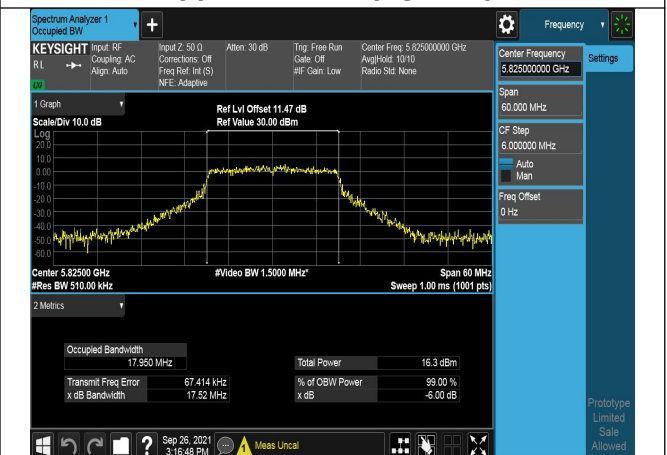 Spectrum Analyzer 1
Occupied BW
Frequency
KEYSIGHT
Input: RF
Coupling: AC
Align: Auto
Input Z: 50 Ω
Corrections: Off
Freq Ref: Int (S)
NFE: Adaptive
Atten: 30 dB
Trig: Free Run
Gate: Off
#IF Gain: Low
Center Freq: 5.825000000 GHz
Avg|Hold: 10/10
Radio Std: None
R L
Center Frequency
5.825000000 GHz
Settings
Span
60.000 MHz
CF Step
6.000000 MHz
Auto
Man
Freq Offset
0 Hz
1 Graph
Scale/Div 10.0 dB
Ref Lvl Offset 11.47 dB
Ref Value 30.00 dBm
Log
20.0
10.0
0.00
-10.0
-20.0
-30.0
-40.0
-50.0
-60.0
Center 5.82500 GHz
#Video BW 1.5000 MHz*
Span 60 MHz
#Res BW 510.00 kHz
Sweep 1.00 ms (1001 pts)
2 Metrics
Occupied Bandwidth
17.950 MHz
Total Power 16.3 dBm
Transmit Freq Error 67.414 kHz
% of OBW Power 99.00 %
x dB Bandwidth 17.52 MHz
x dB -6.00 dB
Sep 26, 2021
3:16:48 PM
Meas Uncal
Prototype
Limited
Sale
Allowed